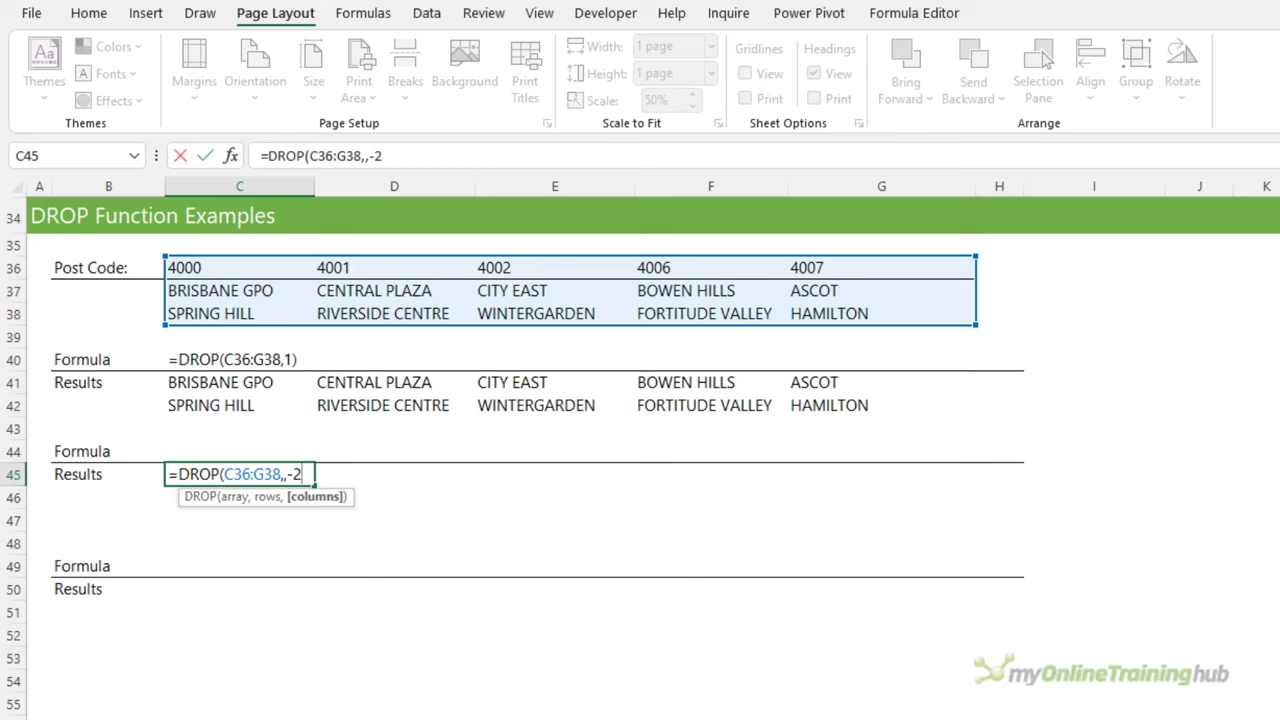 File Home Insert Draw Page Layout Formulas Data Review View Developer Help Inquire Power Pivot Formula Editor
Aa Themes Colors Fonts Effects Margins Orientation Size Print Area Breaks Background Print Titles Width: 1 page Height: 1 page Scale: 50% Gridlines View Print Headings View Print Bring Forward Send Backward Selection Pane Align Group Rotate
Themes Page Setup Scale to Fit Sheet Options Arrange
C45 fx =DROP(C36:G38,,-2
A B C D E F G H I J K
34 DROP Function Examples
35
36 Post Code: 4000 4001 4002 4006 4007
37 BRISBANE GPO CENTRAL PLAZA CITY EAST BOWEN HILLS ASCOT
38 SPRING HILL RIVERSIDE CENTRE WINTERGARDEN FORTITUDE VALLEY HAMILTON
39
40 Formula =DROP(C36:G38,1)
41 Results BRISBANE GPO CENTRAL PLAZA CITY EAST BOWEN HILLS ASCOT
42 SPRING HILL RIVERSIDE CENTRE WINTERGARDEN FORTITUDE VALLEY HAMILTON
43
44 Formula
45 Results =DROP(C36:G38,,-2
46 DROP(array, rows, [columns])
47
48
49 Formula
50 Results
51
52
53
54 myOnlineTraininghub
55